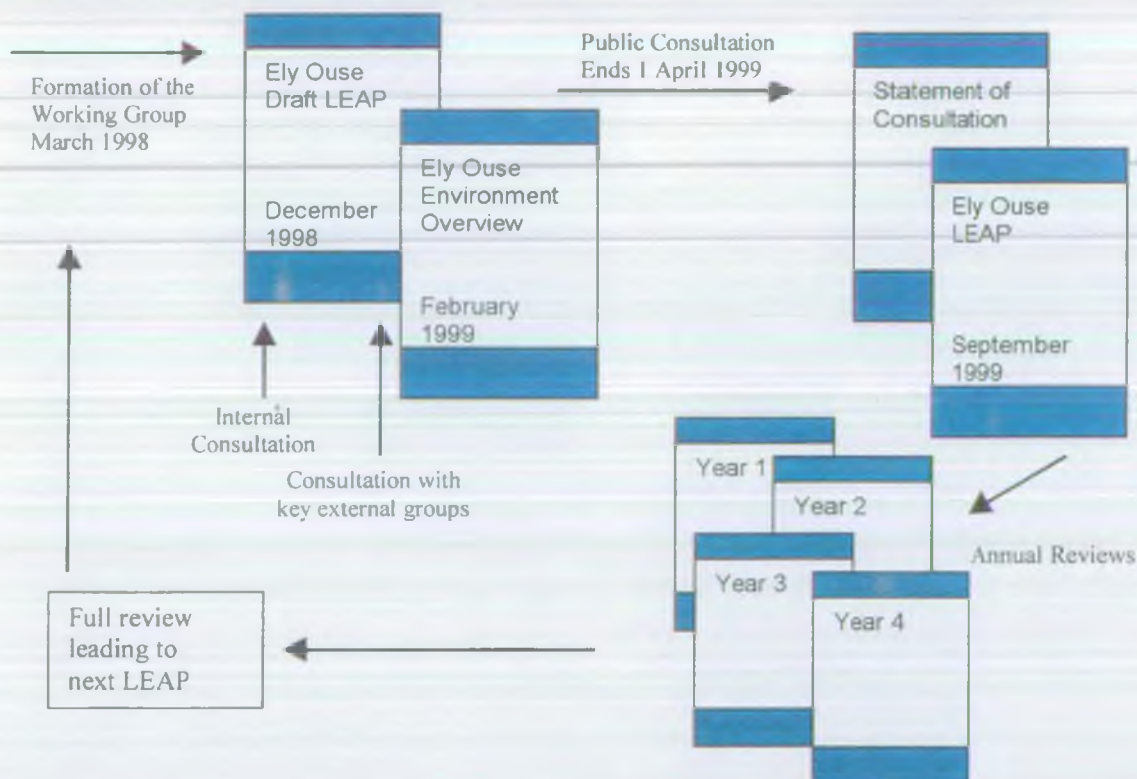 Formation of the
Working Group
March 1998
Ely Ouse
Draft LEAP
December
1998
Ely Ouse
Environment
Overview
February
1999
Public Consultation
Ends 1 April 1999
Statement of
Consultation
Ely Ouse
LEAP
September
1999
Internal
Consultation
Consultation with
key external groups
Year 1
Year 2
Year 3
Year 4
Annual Reviews
Full review
leading to
next LEAP